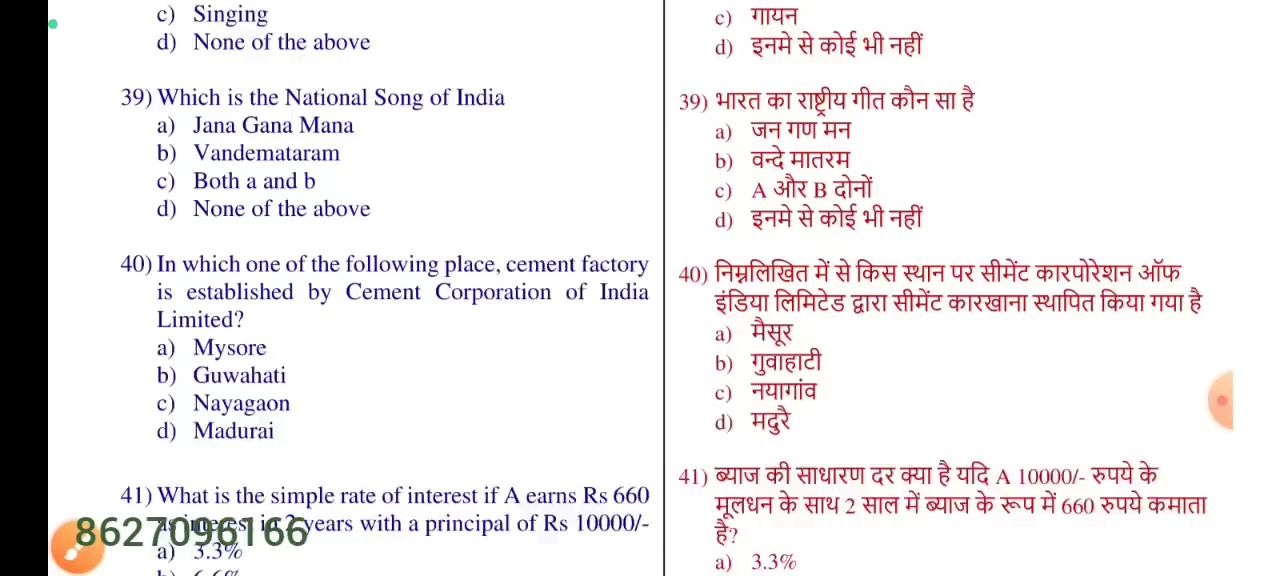 c) Singing
d) None of the above
39) Which is the National Song of India
a) Jana Gana Mana
b) Vandemataram
c) Both a and b
d) None of the above
40) In which one of the following place, cement factory
is established by Cement Corporation of India
Limited?
a) Mysore
b) Guwahati
c) Nayagaon
d) Madurai
41) What is the simple rate of interest if A earns Rs 660
as interest in 2 years with a principal of Rs 10000/-
8627096166
a) 3.3%
c) गायन
d) इनमे से कोई भी नहीं
39) भारत का राष्ट्रीय गीत कौन सा है
a) जन गण मन
b) वन्दे मातरम
c) A और B दोनों
d) इनमे से कोई भी नहीं
40) निम्नलिखित में से किस स्थान पर सीमेंट कारपोरेशन ऑफ
इंडिया लिमिटेड द्वारा सीमेंट कारखाना स्थापित किया गया है
a) मैसूर
b) गुवाहाटी
c) नयागांव
d) मदुरै
41) ब्याज की साधारण दर क्या है यदि A 10000/- रुपये के
मूलधन के साथ 2 साल में ब्याज के रूप में 660 रुपये कमाता
है?
a) 3.3%